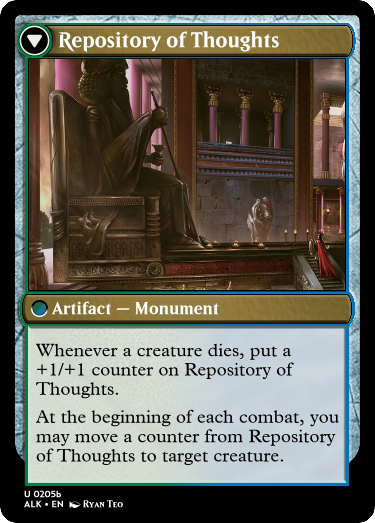 Repository of Thoughts
Artifact — Monument
Whenever a creature dies, put a
+1/+1 counter on Repository of
Thoughts.
At the beginning of each combat, you
may move a counter from Repository
of Thoughts to target creature.
U 0205b
ALK • EN Ryan Teo